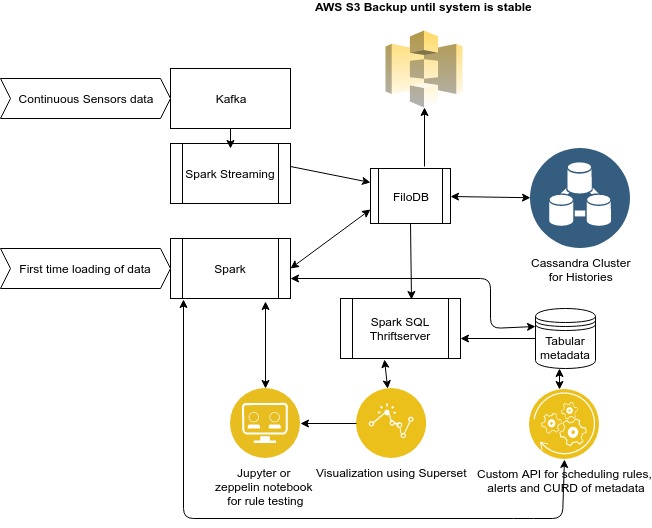 AWS S3 Backup until system is stable
Continuous Sensors data
Kafka
Spark Streaming
FiloDB
Cassandra Cluster
for Histories
First time loading of data
Spark
Spark SQL
Thriftserver
Tabular
metadata
Jupyter or
zeppelin notebook
for rule testing
Visualization using Superset
Custom API for scheduling rules,
alerts and CURD of metadata